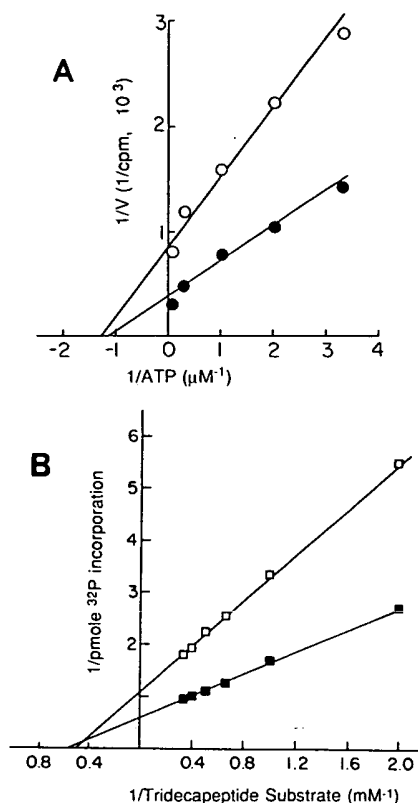 A
3
2
1
1/V (1/cpm, 10³)
-2 -1 0 1 2 3 4
1/ATP (μM⁻¹)
B
6
5
4
3
2
1/pmole ³²P incorporation
0.8 0.4 0.4 0.8 1.2 1.6 2.0
1/Tridecapeptide Substrate (mM⁻¹)